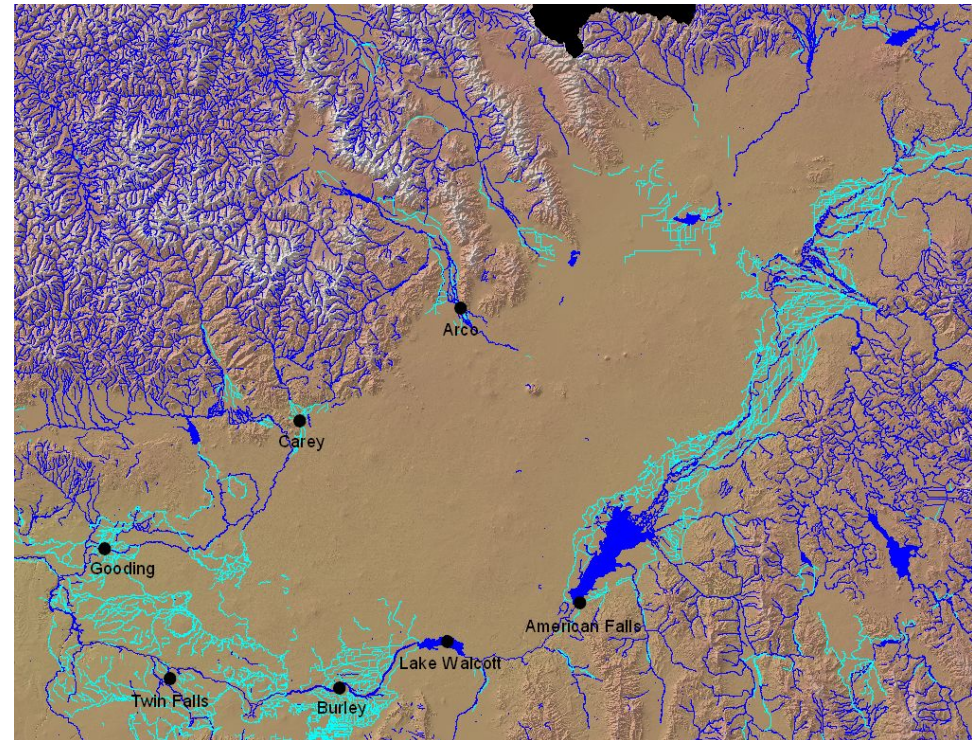 Arco
Carey
Gooding
American Falls
Lake Walcott
Twin Falls
Burley